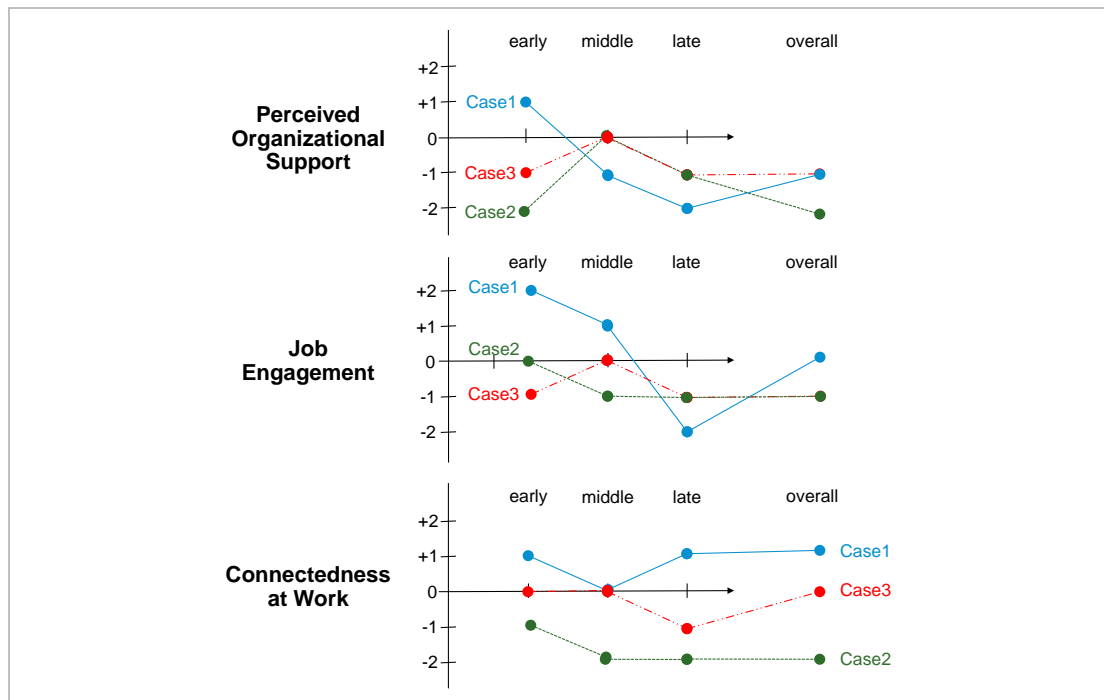 early middle late overall
+2
Case1
+1
Perceived
Organizational
Support
0
Case3
-1
Case2
-2
early middle late overall
Case1
+2
+1
Job
Engagement
Case2
0
Case3
-1
-2
early middle late overall
+2
+1
Case1
Connectedness
at Work
0
Case3
-1
-2
Case2